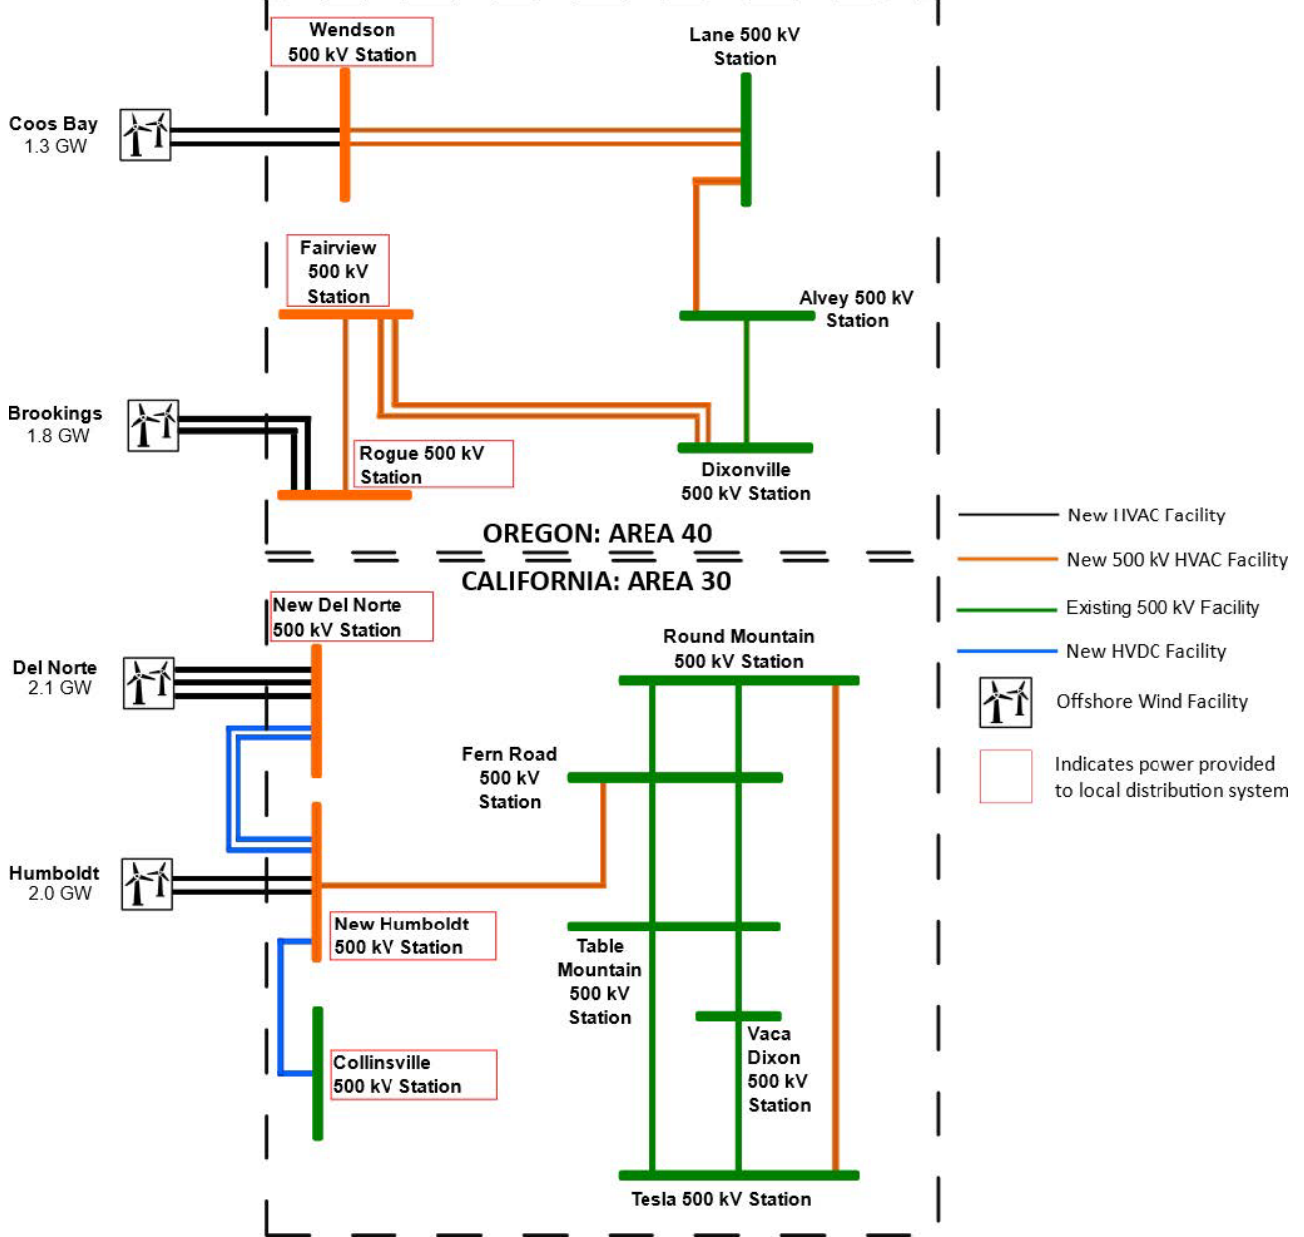 Wendson
500 kV Station
Lane 500 kV
Station
Coos Bay
1.3 GW
Fairview
500 kV
Station
Alvey 500 kV
Station
Brookings
1.8 GW
Rogue 500 kV
Station
Dixonville
500 kV Station
OREGON: AREA 40
CALIFORNIA: AREA 30
New HVAC Facility
New 500 kV HVAC Facility
Existing 500 kV Facility
New HVDC Facility
Offshore Wind Facility
Indicates power provided
to local distribution system
New Del Norte
500 kV Station
Round Mountain
500 kV Station
Del Norte
2.1 GW
Fern Road
500 kV
Station
Humboldt
2.0 GW
New Humboldt
500 kV Station
Table
Mountain
500 kV
Station
Collinsville
500 kV Station
Vaca
Dixon
500 kV
Station
Tesla 500 kV Station